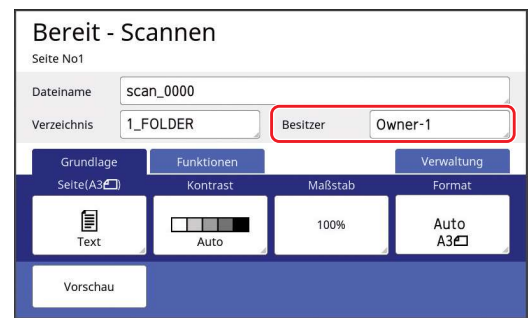 Bereit - Scannen
Seite No1
Dateiname scan_0000
Verzeichnis 1_FOLDER Besitzer Owner-1
Grundlage Funktionen Verwaltung
Seite(A3) Kontrast Maßstab Format
Text Auto 100% Auto
A3
Vorschau